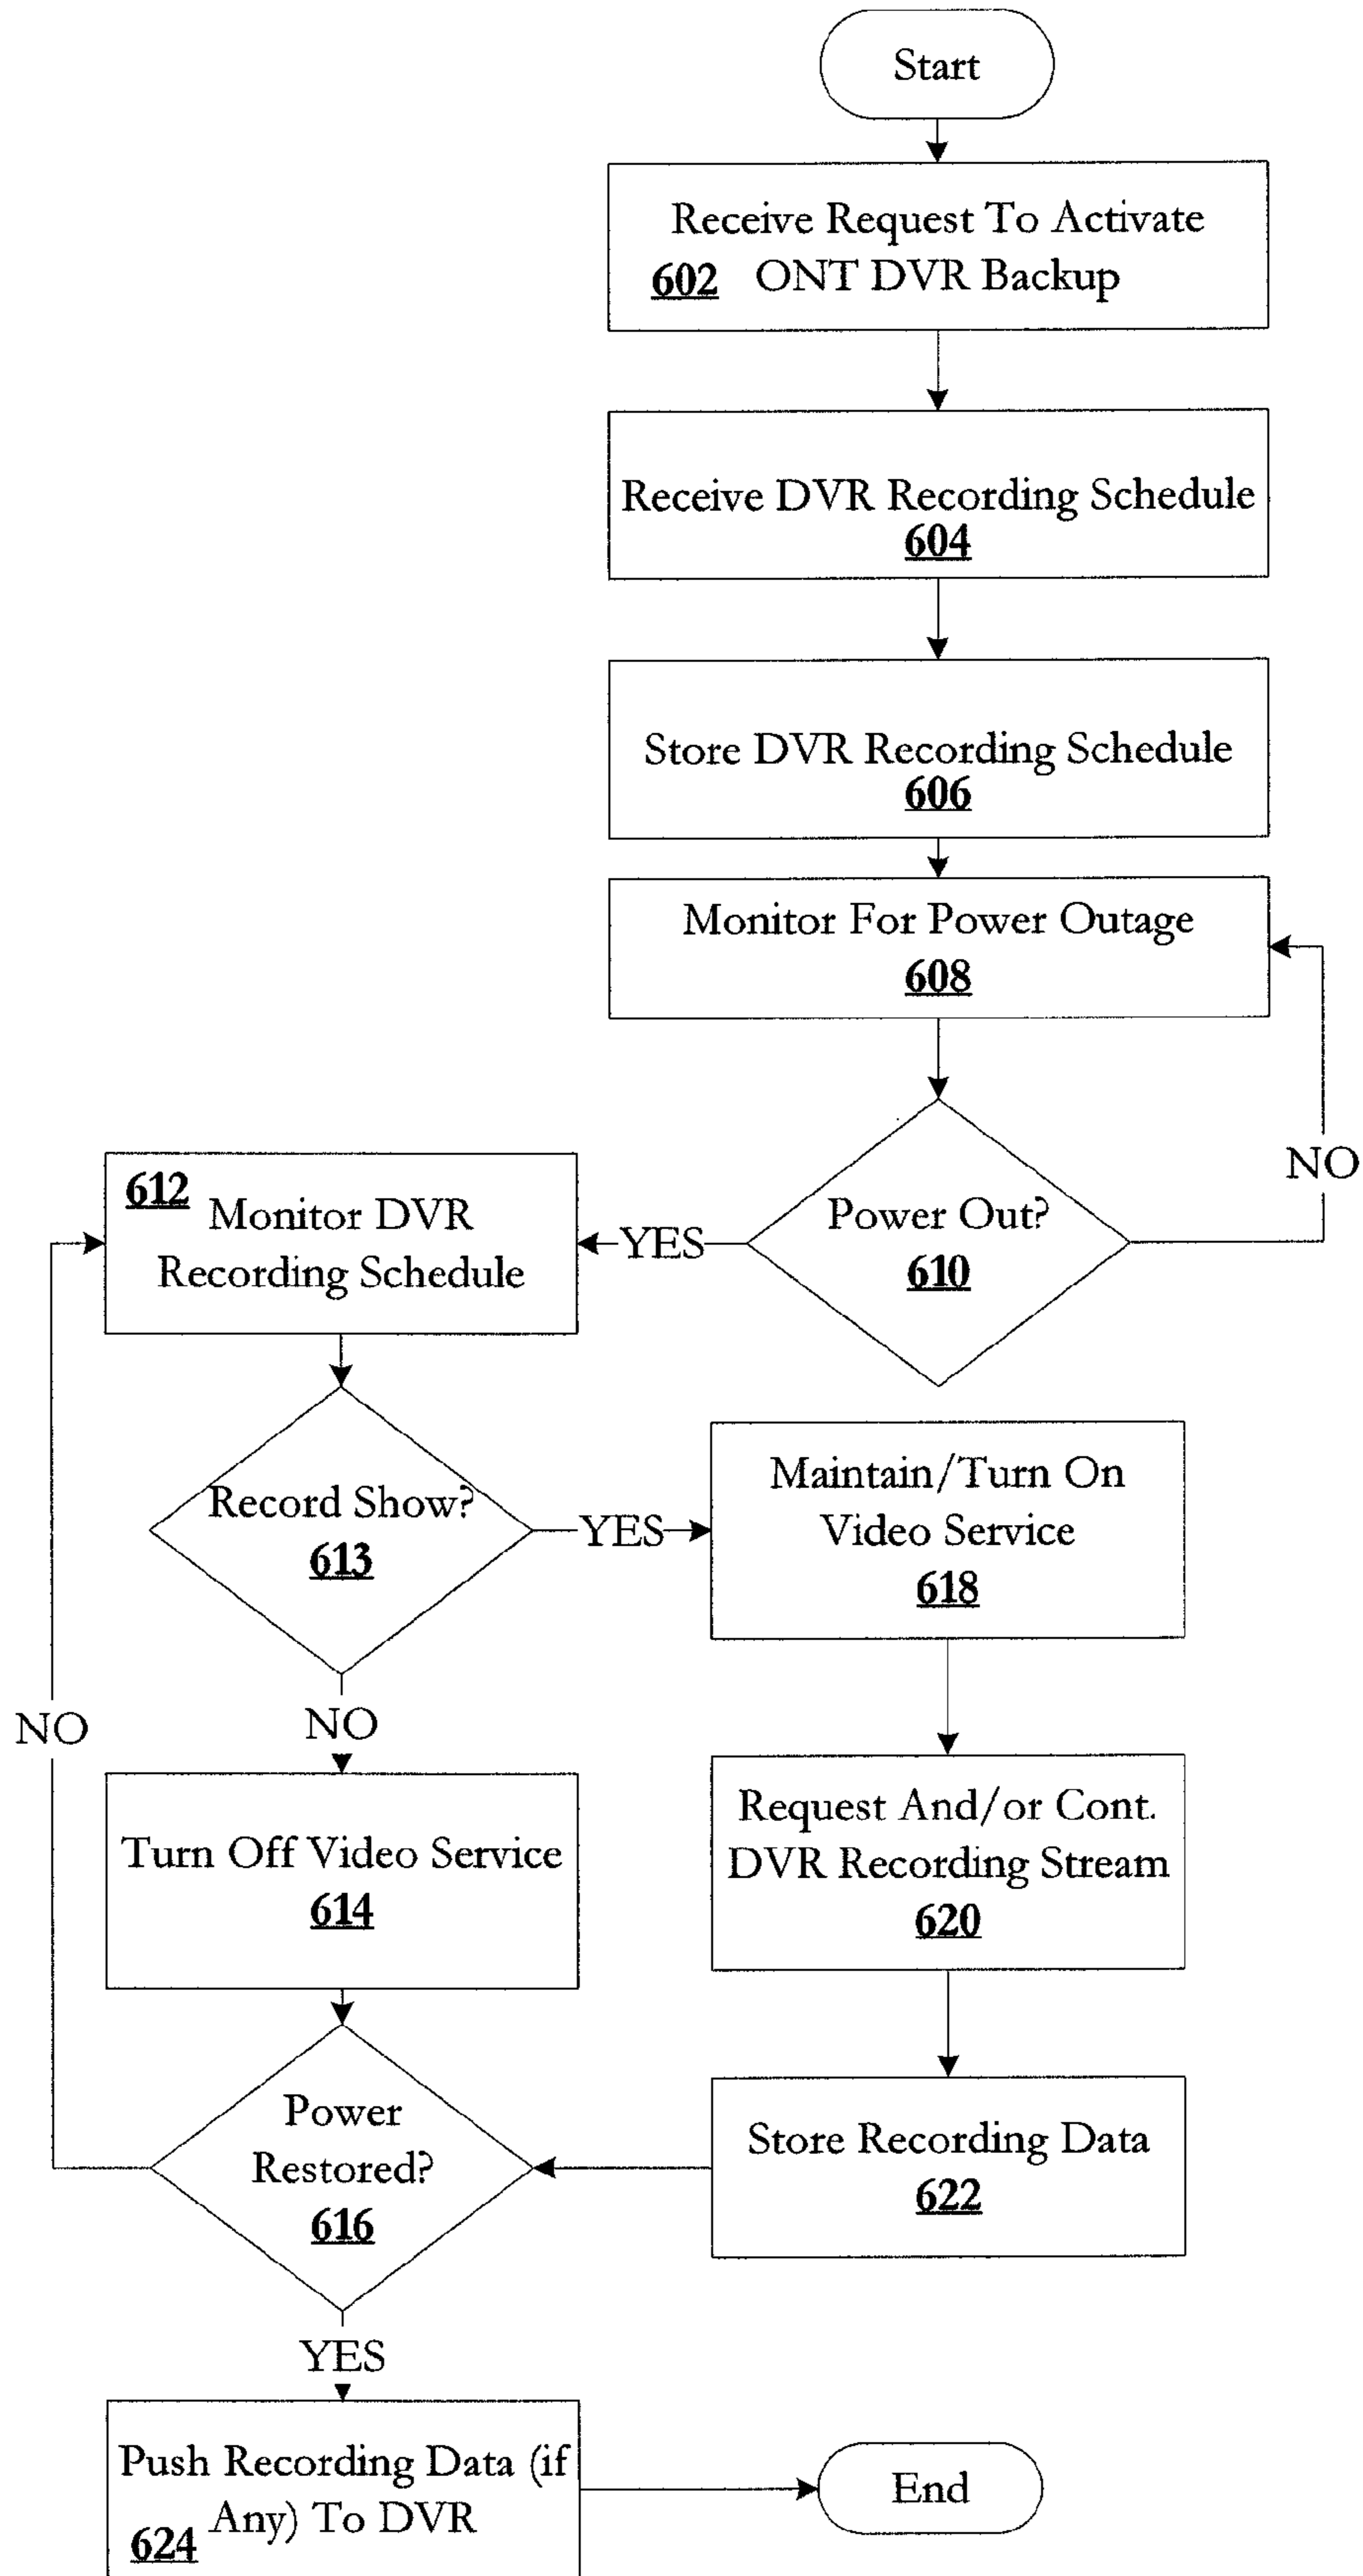 Start
Receive Request To Activate
602 ONT DVR Backup
Receive DVR Recording Schedule
604
Store DVR Recording Schedule
606
Monitor For Power Outage
608
NO
Power Out?
610
YES
612
Monitor DVR
Recording Schedule
Record Show?
613
YES
Maintain/Turn On
Video Service
618
NO
NO
Turn Off Video Service
614
Request And/or Cont.
DVR Recording Stream
620
Power
Restored?
616
Store Recording Data
622
YES
Push Recording Data (if
Any) To DVR
624
End